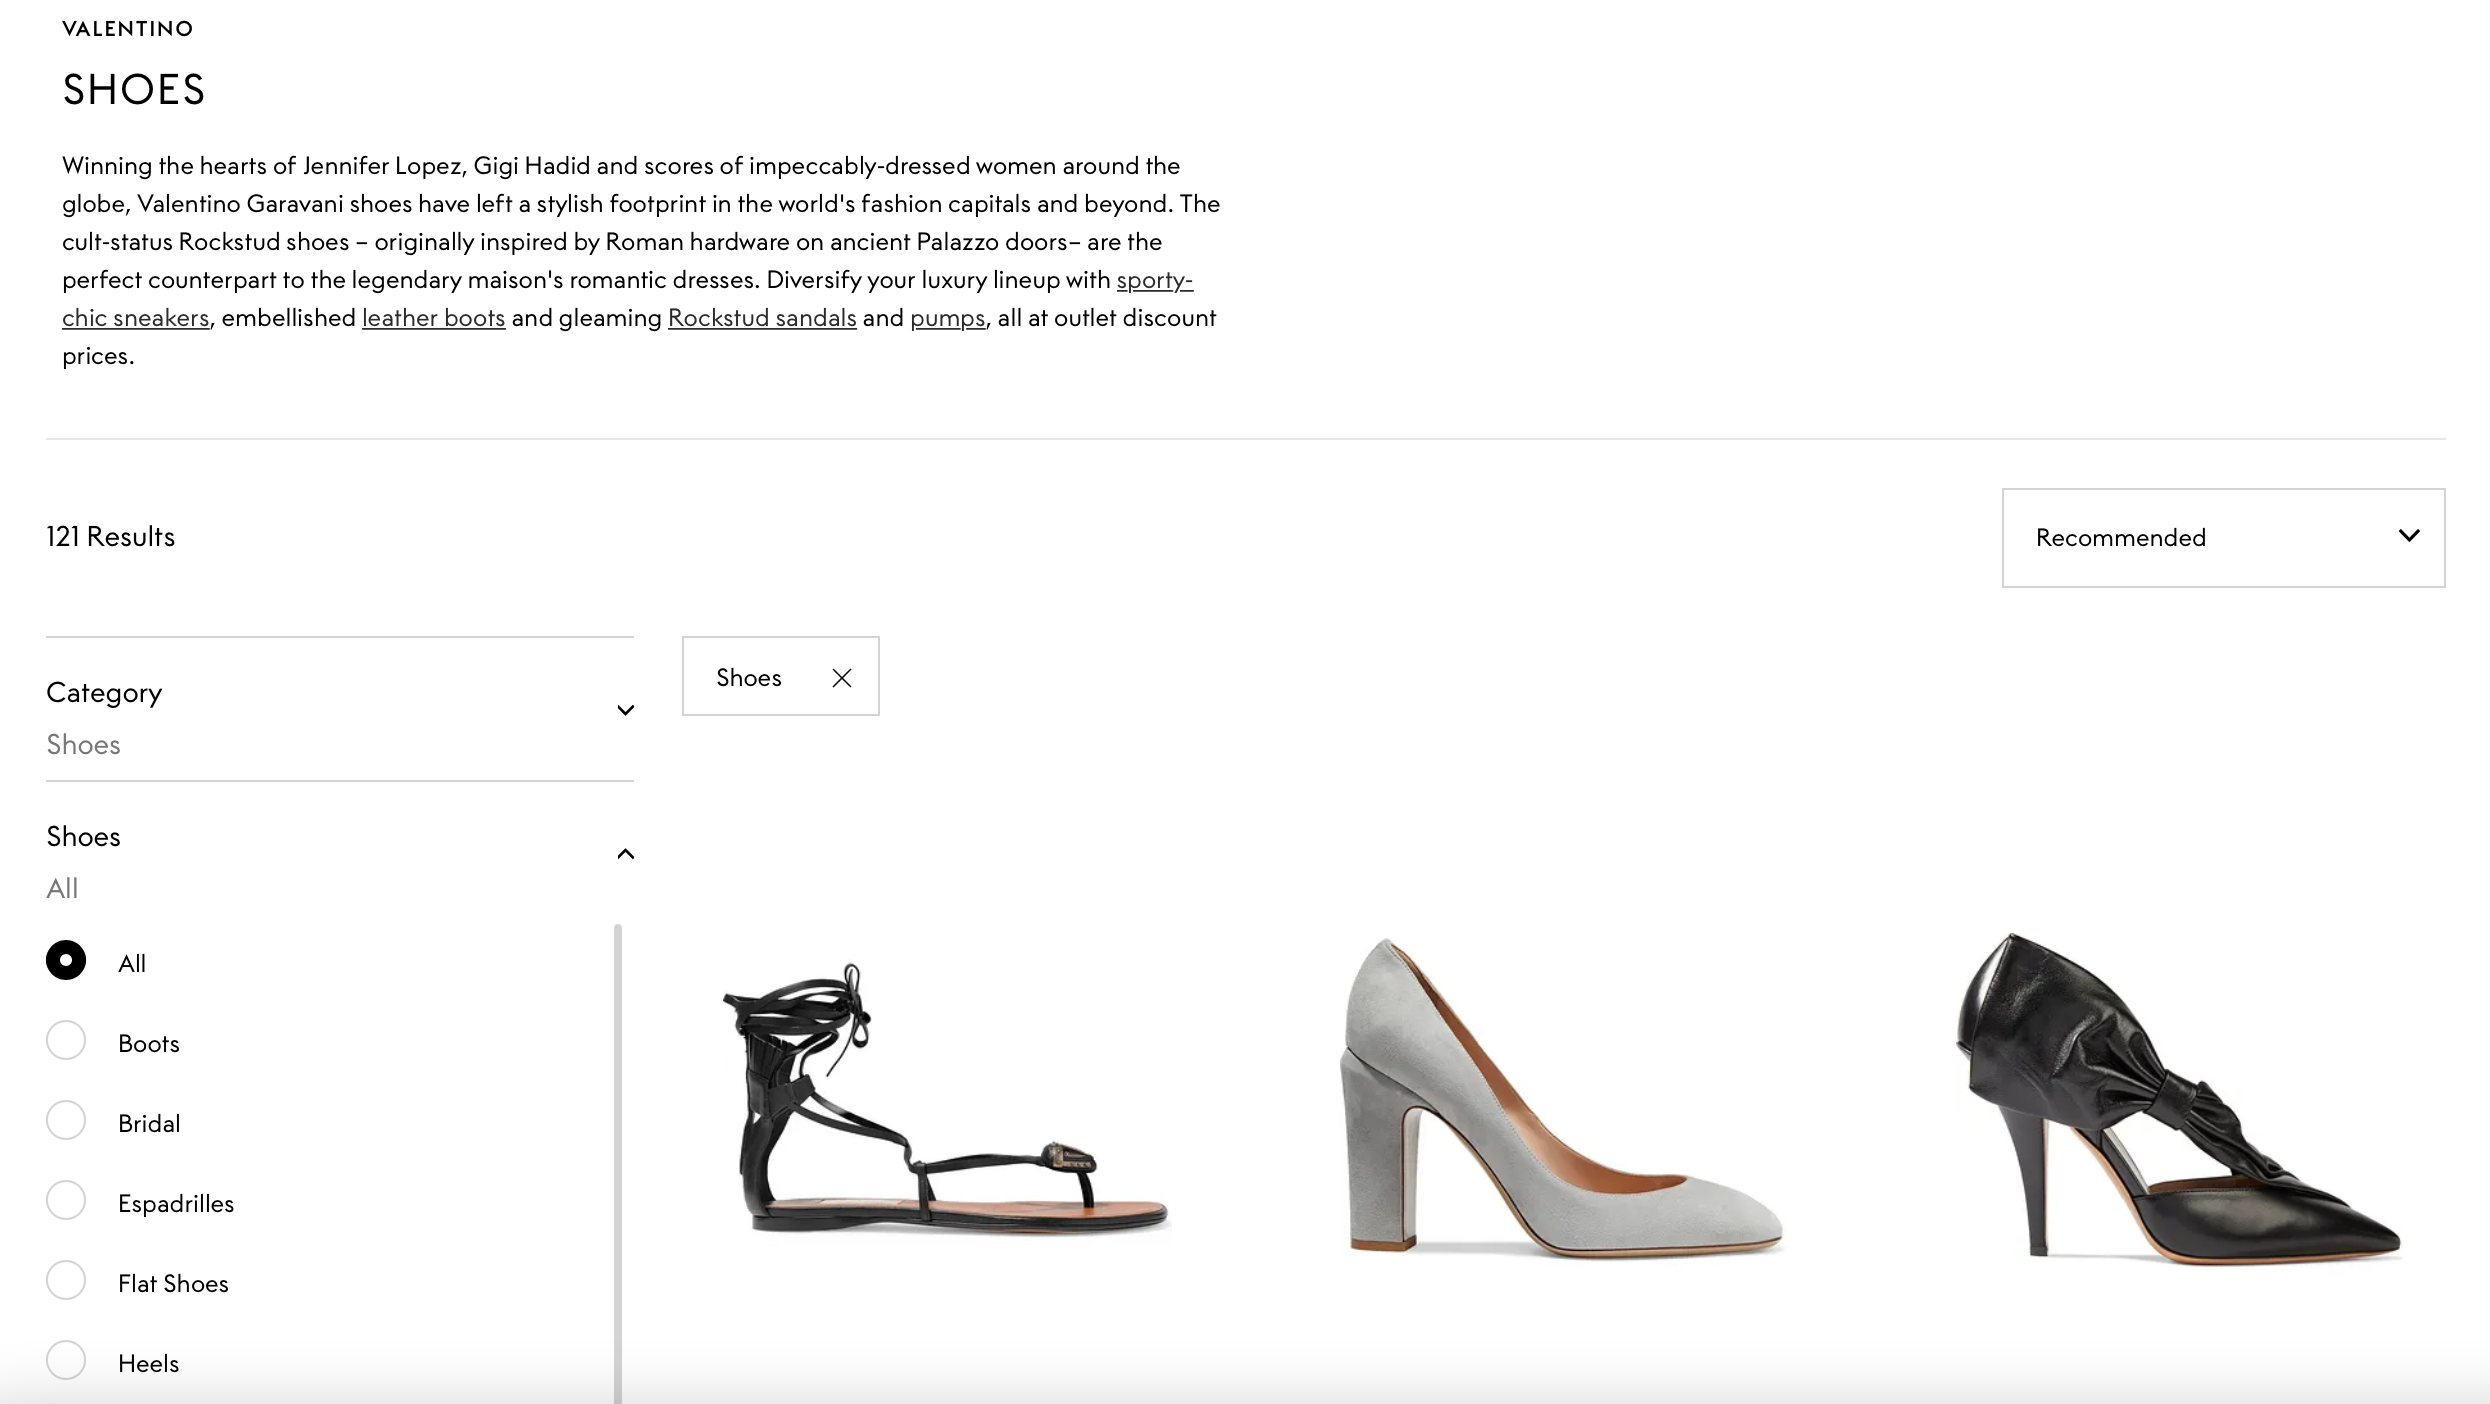 VALENTINO
SHOES
Winning the hearts of Jennifer Lopez, Gigi Hadid and scores of impeccably-dressed women around the
globe, Valentino Garavani shoes have left a stylish footprint in the world's fashion capitals and beyond. The
cult-status Rockstud shoes – originally inspired by Roman hardware on ancient Palazzo doors– are the
perfect counterpart to the legendary maison's romantic dresses. Diversify your luxury lineup with sporty-
chic sneakers, embellished leather boots and gleaming Rockstud sandals and pumps, all at outlet discount
prices.
121 Results
Recommended
Category
Shoes
Shoes
Shoes
All
All
Boots
Bridal
Espadrilles
Flat Shoes
Heels